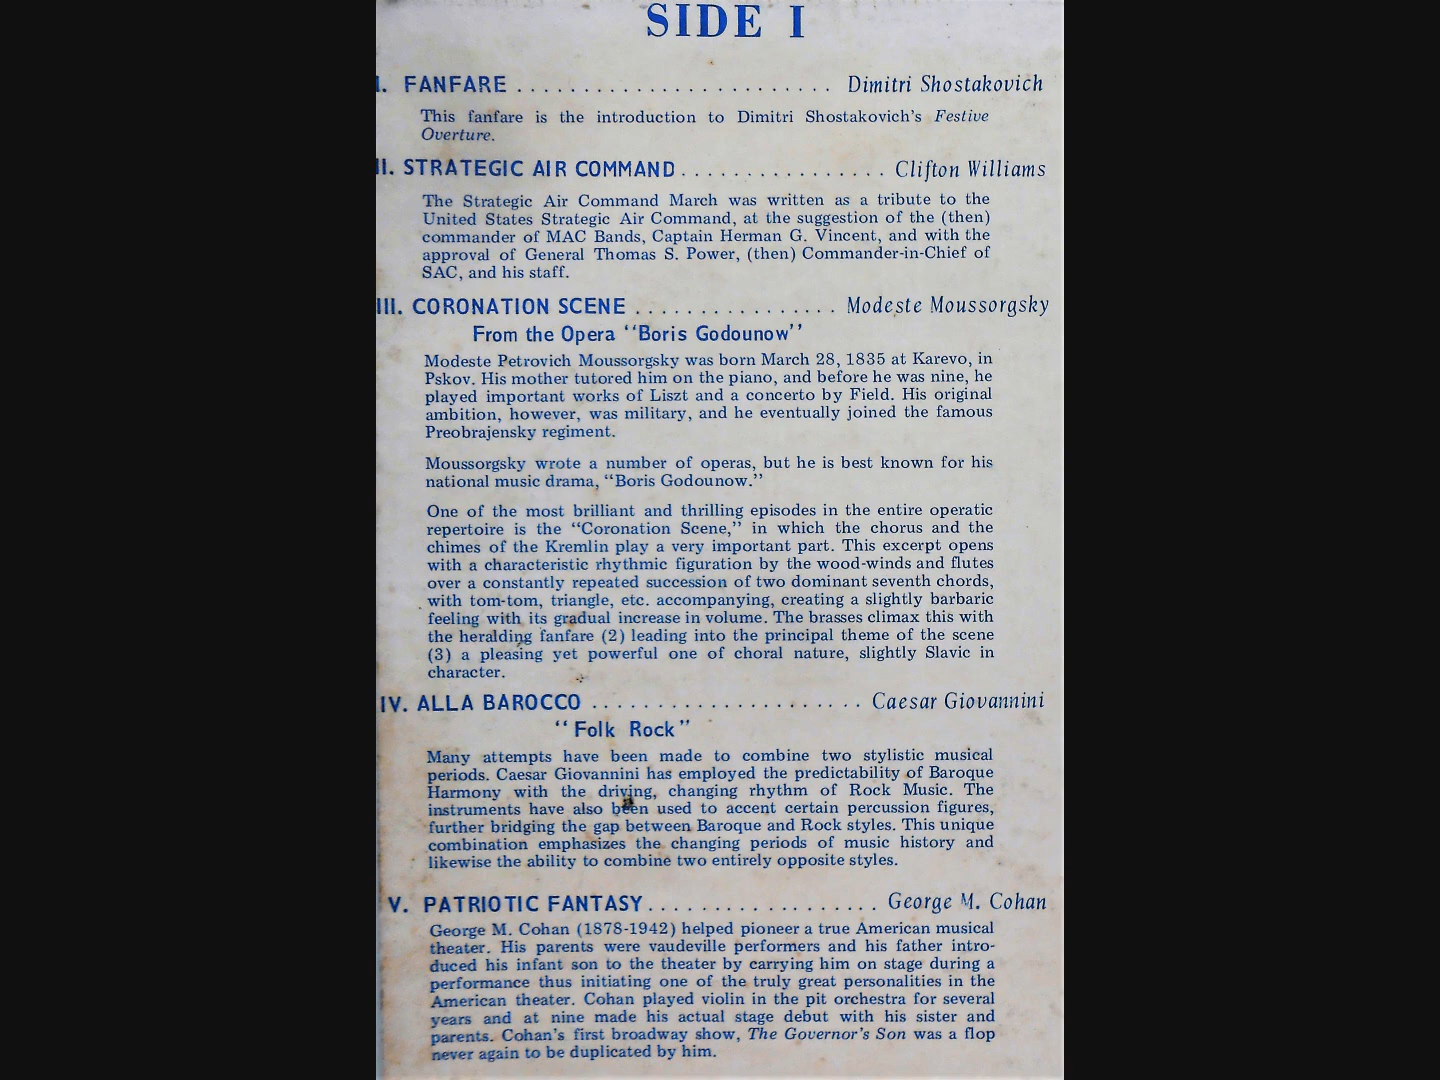 SIDE I
I. FANFARE ........................ Dimitri Shostakovich
This fanfare is the introduction to Dimitri Shostakovich's Festive
Overture.
II. STRATEGIC AIR COMMAND................ Clifton Williams
The Strategic Air Command March was written as a tribute to the
United States Strategic Air Command, at the suggestion of the (then)
commander of MAC Bands, Captain Herman G. Vincent, and with the
approval of General Thomas S. Power, (then) Commander-in-Chief of
SAC, and his staff.
III. CORONATION SCENE ............... Modeste Moussorgsky
From the Opera "Boris Godounow"
Modeste Petrovich Moussorgsky was born March 28, 1835 at Karevo, in
Pskov. His mother tutored him on the piano, and before he was nine, he
played important works of Liszt and a concerto by Field. His original
ambition, however, was military, and he eventually joined the famous
Preobrajensky regiment.
Moussorgsky wrote a number of operas, but he is best known for his
national music drama, "Boris Godounow."
One of the most brilliant and thrilling episodes in the entire operatic
repertoire is the "Coronation Scene," in which the chorus and the
chimes of the Kremlin play a very important part. This excerpt opens
with a characteristic rhythmic figuration by the wood-winds and flutes
over a constantly repeated succession of two dominant seventh chords,
with tom-tom, triangle, etc. accompanying, creating a slightly barbaric
feeling with its gradual increase in volume. The brasses climax this with
the heralding fanfare (2) leading into the principal theme of the scene
(3) a pleasing yet powerful one of choral nature, slightly Slavic in
character.
IV. ALLA BAROCCO ..................... Caesar Giovannini
"Folk Rock"
Many attempts have been made to combine two stylistic musical
periods. Caesar Giovannini has employed the predictability of Baroque
Harmony with the driving, changing rhythm of Rock Music. The
instruments have also been used to accent certain percussion figures,
further bridging the gap between Baroque and Rock styles. This unique
combination emphasizes the changing periods of music history and
likewise the ability to combine two entirely opposite styles.
V. PATRIOTIC FANTASY.................. George M. Cohan
George M. Cohan (1878-1942) helped pioneer a true American musical
theater. His parents were vaudeville performers and his father intro-
duced his infant son to the theater by carrying him on stage during a
performance thus initiating one of the truly great personalities in the
American theater. Cohan played violin in the pit orchestra for several
years and at nine made his actual stage debut with his sister and
parents. Cohan's first broadway show, The Governor's Son was a flop
never again to be duplicated by him.